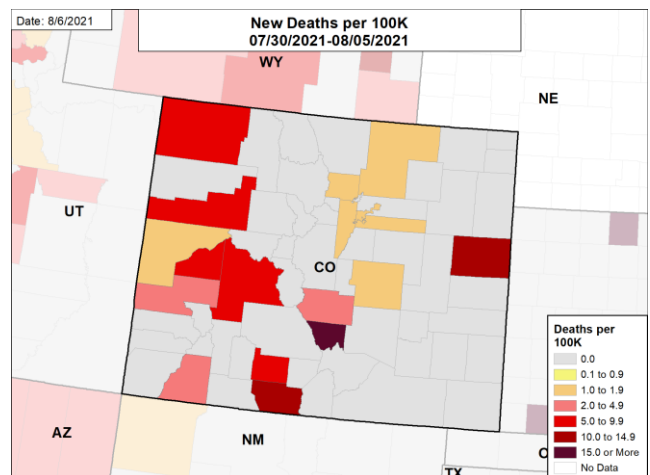 Date: 8/6/2021
New Deaths per 100K
07/30/2021-08/05/2021
WY
NE
UT
CO
Deaths per
100K
0.0
0.1 to 0.9
1.0 to 1.9
2.0 to 4.9
5.0 to 9.9
10.0 to 14.9
15.0 or More
No Data
AZ
NM
TX